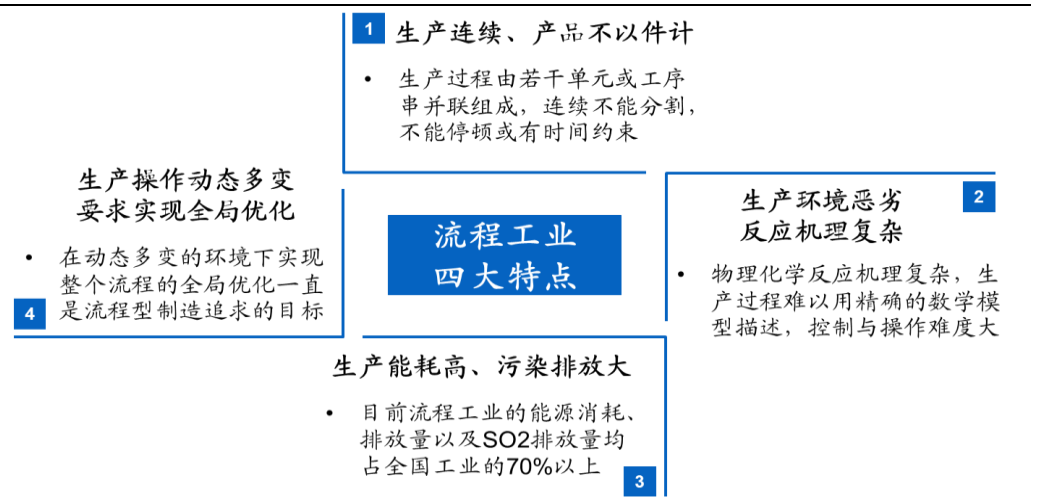 1
生产连续、产品不以件计
• 生产过程由若干单元或工序
串并联组成，连续不能分割，
不能停顿或有时间约束
2
生产环境恶劣
反应机理复杂
• 物理化学反应机理复杂，生
产过程难以用精确的数学模
型描述，控制与操作难度大
流程工业
四大特点
生产能耗高、污染排放大
• 目前流程工业的能源消耗、
排放量以及SO2排放量均
占全国工业的70%以上
3
生产操作动态多变
要求实现全局优化
• 在动态多变的环境下实现
整个流程的全局优化一直
是流程型制造追求的目标
4